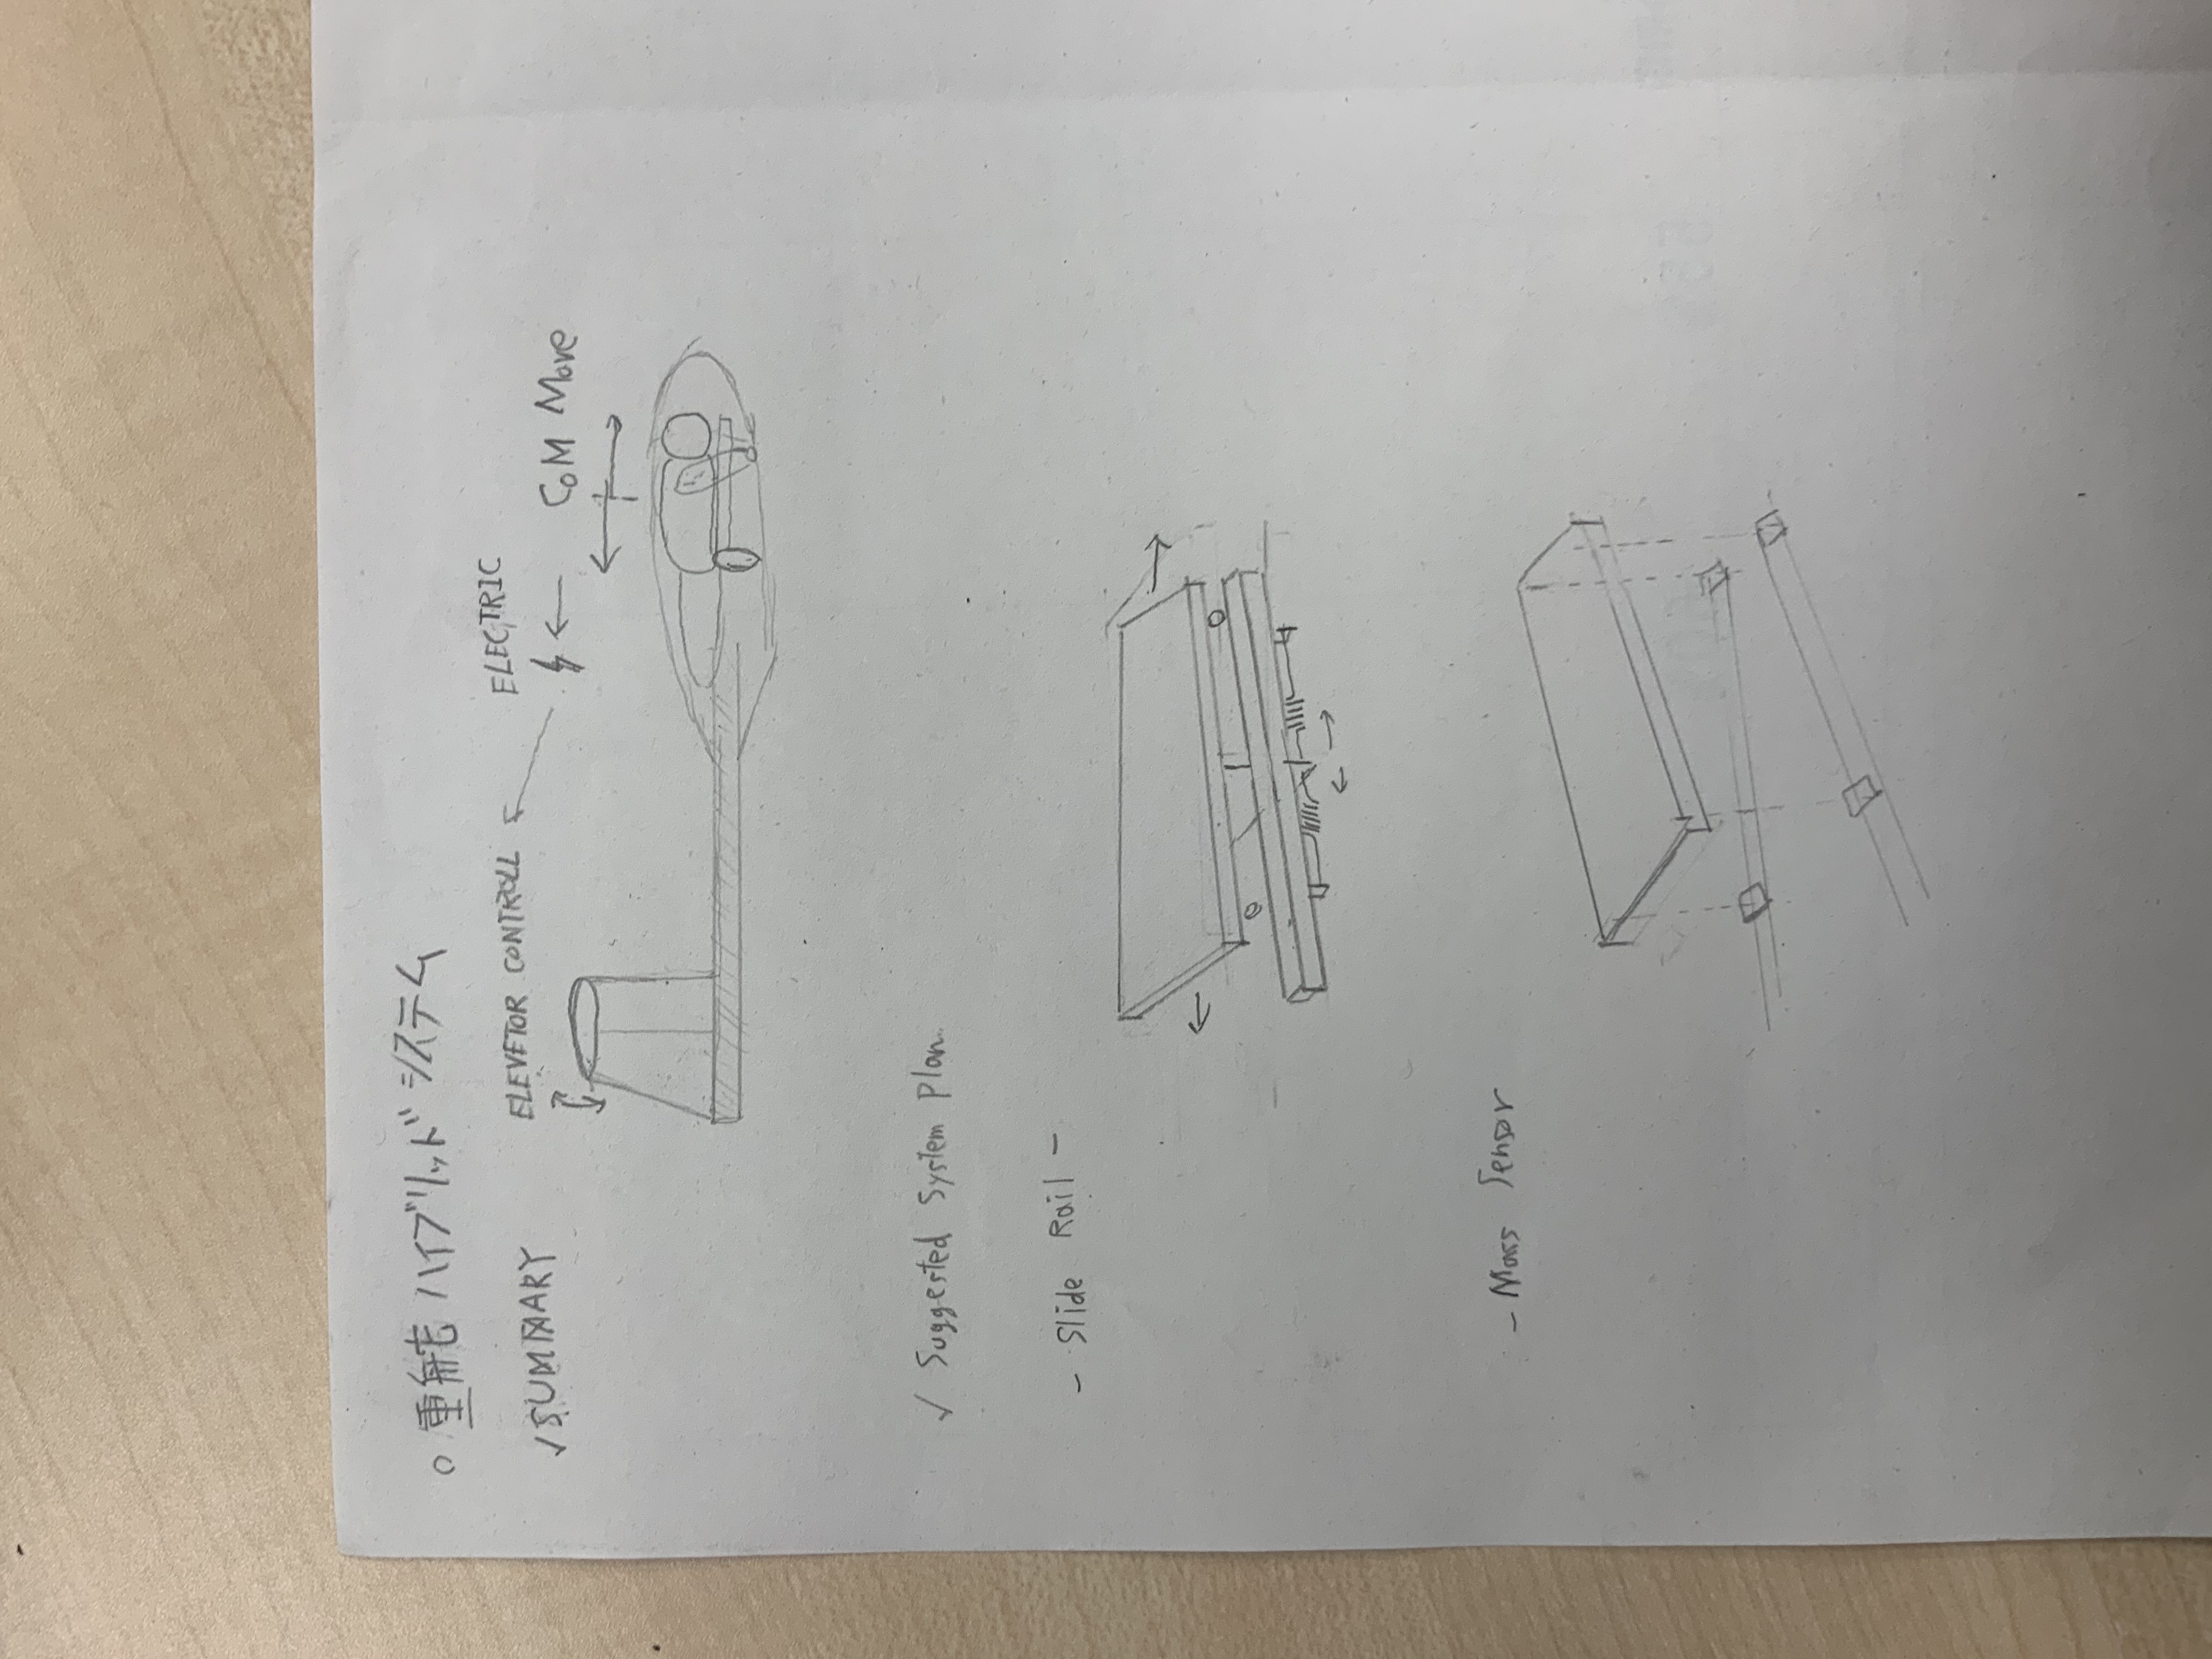 ○ 重舵 ハイブリッドシステム
✓SUMMARY
ELEVETOR CONTROLL
ELECTRIC
CoM Move
✓ Suggested System Plan.
- Slide Rail -
- Mass Sensor